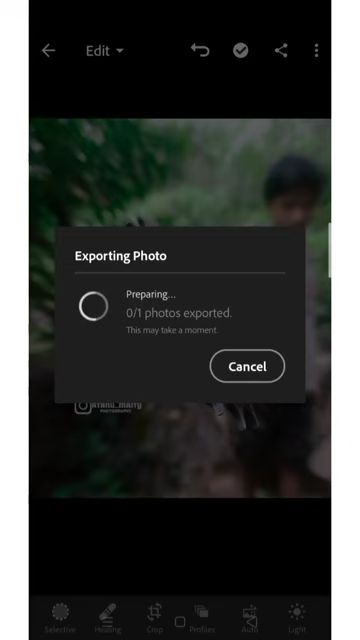 Edit
Exporting Photo
Preparing...
0/1 photos exported.
This may take a moment.
Cancel
PHOTOGRAPHY
Selective
Healing
Crop
Profiles
Auto
Light